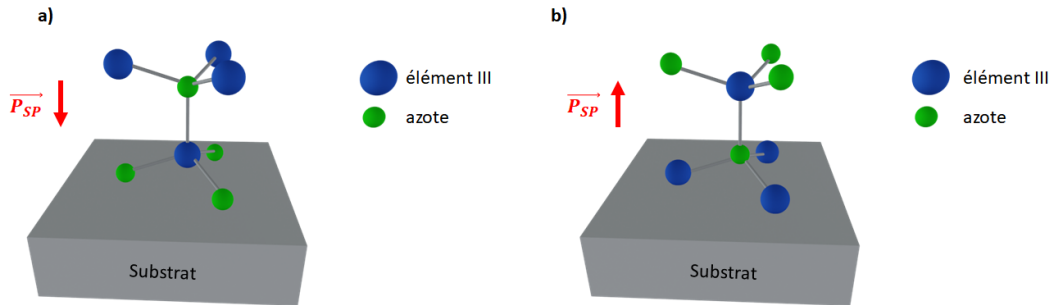 a)
élément III
azote
P_SP
Substrat
b)
élément III
azote
P_SP
Substrat